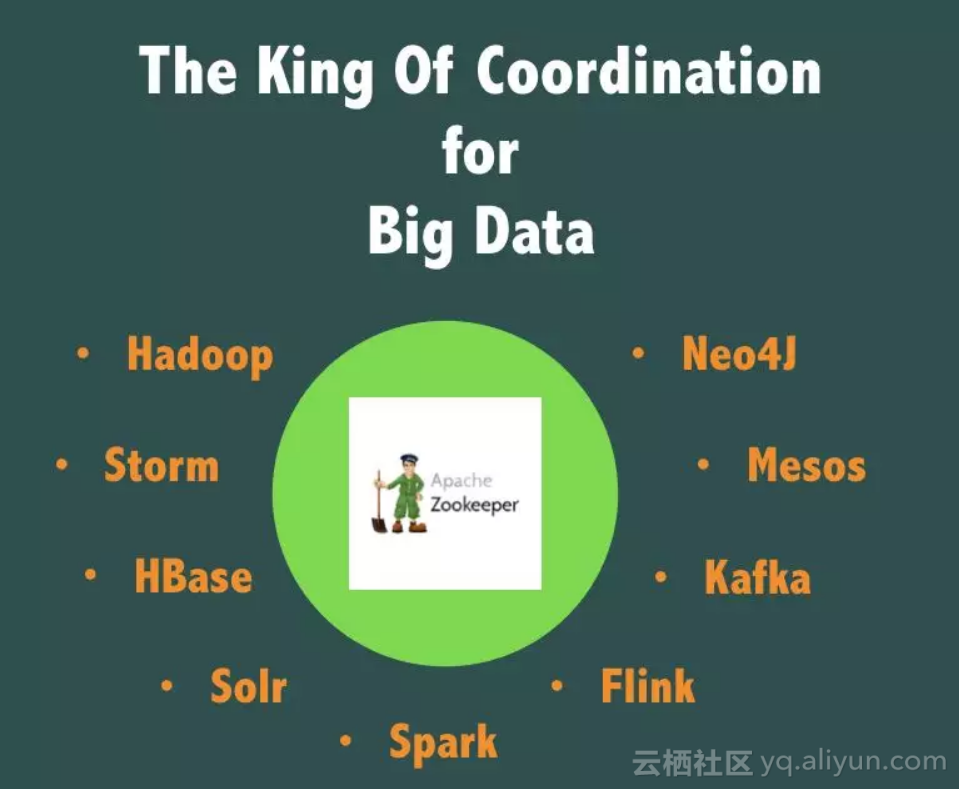 The King Of Coordination
for
Big Data
• Hadoop
• Neo4J
• Storm
Apache
Zookeeper
• Mesos
• HBase
• Kafka
• Solr
• Flink
• Spark
云栖社区 yq.aliyun.com